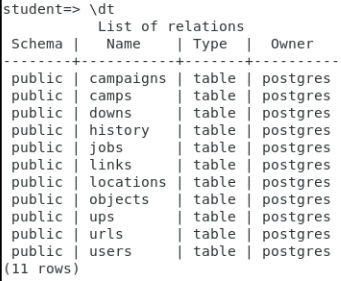 student=> \dt
            List of relations
 Schema |   Name    | Type  |  Owner
--------+-----------+-------+----------
 public | campaigns | table | postgres
 public | camps     | table | postgres
 public | downs     | table | postgres
 public | history   | table | postgres
 public | jobs      | table | postgres
 public | links     | table | postgres
 public | locations | table | postgres
 public | objects   | table | postgres
 public | ups       | table | postgres
 public | urls      | table | postgres
 public | users     | table | postgres
(11 rows)